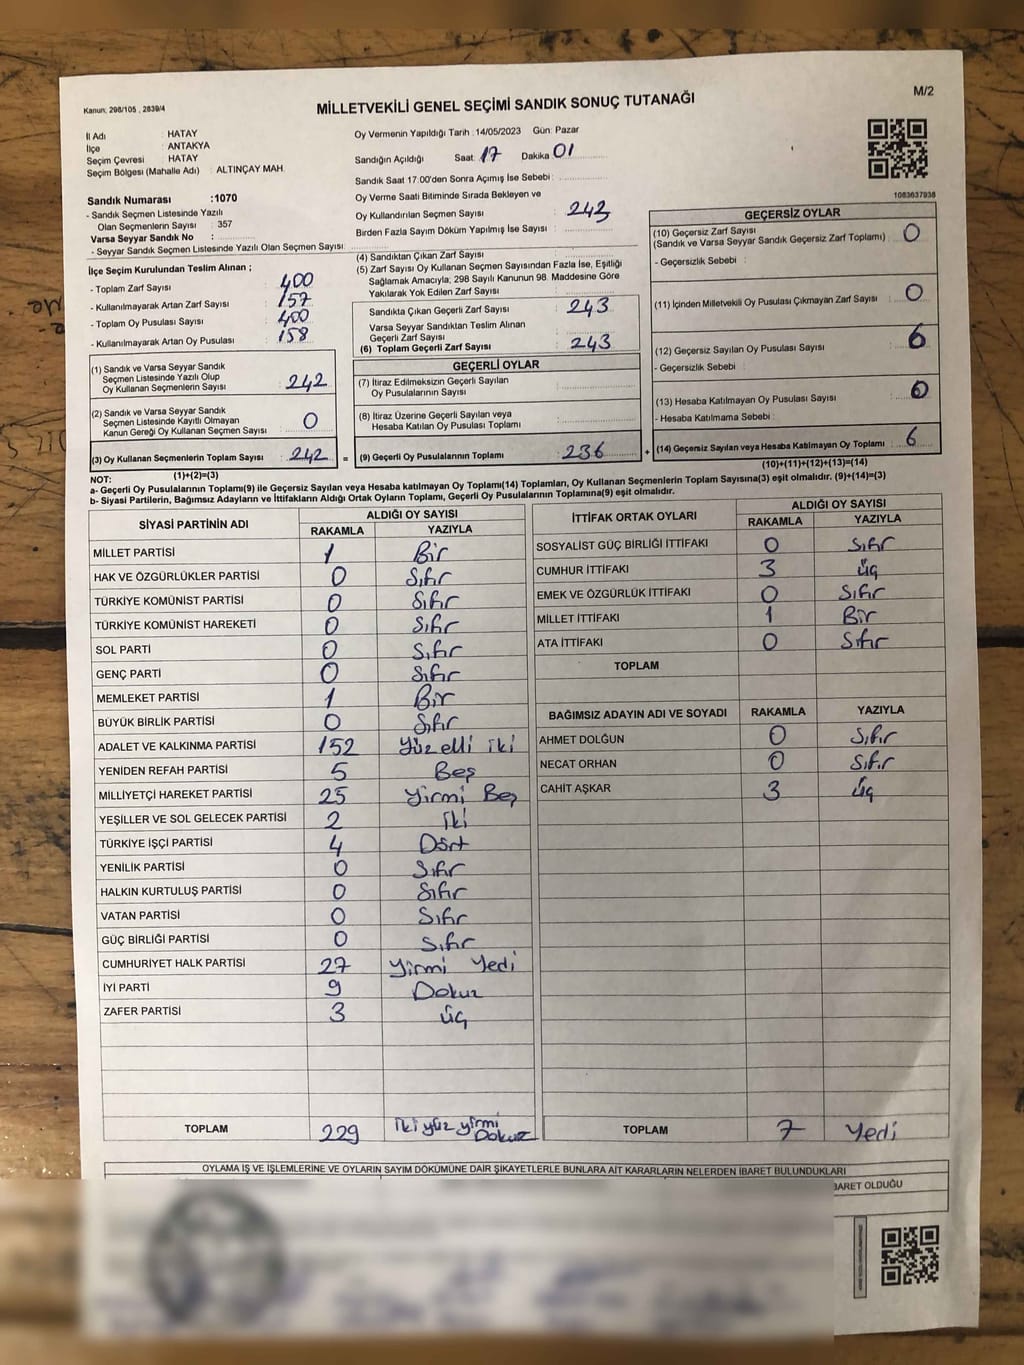 Kanun: 298/105 , 2839/4
MİLLETVEKİLİ GENEL SEÇİMİ SANDIK SONUÇ TUTANAĞI
M/2
İl Adı : HATAY
İlçe : ANTAKYA
Seçim Çevresi : HATAY
Seçim Bölgesi (Mahalle Adı) : ALTINÇAY MAH
Oy Vermenin Yapıldığı Tarih : 14/05/2023 Gün: Pazar
Sandığın Açıldığı Saat: 17 Dakika: 01
Sandık Saat 17:00'den Sonra Açımış İse Sebebi:
Oy Verme Saati Bitiminde Sırada Bekleyen ve
Oy Kullandırılan Seçmen Sayısı : 243
Birden Fazla Sayım Döküm Yapılmış İse Sayısı :
1083637938
Sandık Numarası :1070
- Sandık Seçmen Listesinde Yazılı
Olan Seçmenlerin Sayısı : 357
Varsa Seyyar Sandık No :
- Seyyar Sandık Seçmen Listesinde Yazılı Olan Seçmen Sayısı:
İlçe Seçim Kurulundan Teslim Alınan ;
- Toplam Zarf Sayısı : 400
- Kullanılmayarak Artan Zarf Sayısı : 157
- Toplam Oy Pusulası Sayısı : 400
- Kullanılmayarak Artan Oy Pusulası : 158
(4) Sandıktan Çıkan Zarf Sayısı :
(5) Zarf Sayısı Oy Kullanan Seçmen Sayısından Fazla İse, Eşitliği
Sağlamak Amacıyla; 298 Sayılı Kanunun 98. Maddesine Göre
Yakılarak Yok Edilen Zarf Sayısı :
Sandıkta Çıkan Geçerli Zarf Sayısı : 243
Varsa Seyyar Sandıktan Teslim Alınan
Geçerli Zarf Sayısı :
(6) Toplam Geçerli Zarf Sayısı : 243
GEÇERSİZ OYLAR
(10) Geçersiz Zarf Sayısı : 0
(Sandık ve Varsa Seyyar Sandık Geçersiz Zarf Toplamı)
- Geçersizlik Sebebi :
(11) İçinden Milletvekili Oy Pusulası Çıkmayan Zarf Sayısı : 0
(12) Geçersiz Sayılan Oy Pusulası Sayısı : 6
- Geçersizlik Sebebi :
(13) Hesaba Katılmayan Oy Pusulası Sayısı : 0
- Hesaba Katılmama Sebebi :
(14) Geçersiz Sayılan veya Hesaba Katılmayan Oy Toplamı : 6
(10)+(11)+(12)+(13)=(14)
(1) Sandık ve Varsa Seyyar Sandık
Seçmen Listesinde Yazılı Olup
Oy Kullanan Seçmenlerin Sayısı : 242
(2) Sandık ve Varsa Seyyar Sandık
Seçmen Listesinde Kayıtlı Olmayan
Kanun Gereği Oy Kullanan Seçmen Sayısı : 0
(3) Oy Kullanan Seçmenlerin Toplam Sayısı : 242
(1)+(2)=(3)
GEÇERLİ OYLAR
(7) İtiraz Edilmeksizin Geçerli Sayılan
Oy Pusulalarının Sayısı :
(8) İtiraz Üzerine Geçerli Sayılan veya
Hesaba Katılan Oy Pusulası Toplamı :
= (9) Geçerli Oy Pusulalarının Toplamı : 236 +
NOT:
a- Geçerli Oy Pusulalarının Toplamı(9) ile Geçersiz Sayılan veya Hesaba katılmayan Oy Toplamı(14) Toplamları, Oy Kullanan Seçmenlerin Toplam Sayısına(3) eşit olmalıdır. (9)+(14)=(3)
b- Siyasi Partilerin, Bağımsız Adayların ve İttifakların Aldığı Ortak Oyların Toplamı, Geçerli Oy Pusulalarının Toplamına(9) eşit olmalıdır.
SİYASİ PARTİNİN ADI ALDIĞI OY SAYISI
RAKAMLA YAZIYLA
MİLLET PARTİSİ 1 Bir
HAK VE ÖZGÜRLÜKLER PARTİSİ 0 Sıfır
TÜRKİYE KOMÜNİST PARTİSİ 0 Sıfır
TÜRKİYE KOMÜNİST HAREKETİ 0 Sıfır
SOL PARTİ 0 Sıfır
GENÇ PARTİ 0 Sıfır
MEMLEKET PARTİSİ 1 Bir
BÜYÜK BİRLİK PARTİSİ 0 Sıfır
ADALET VE KALKINMA PARTİSİ 152 Yüz elli iki
YENİDEN REFAH PARTİSİ 5 Beş
MİLLİYETÇİ HAREKET PARTİSİ 25 Yirmi Beş
YEŞİLLER VE SOL GELECEK PARTİSİ 2 iki
TÜRKİYE İŞÇİ PARTİSİ 4 Dört
YENİLİK PARTİSİ 0 Sıfır
HALKIN KURTULUŞ PARTİSİ 0 Sıfır
VATAN PARTİSİ 0 Sıfır
GÜÇ BİRLİĞİ PARTİSİ 0 Sıfır
CUMHURİYET HALK PARTİSİ 27 Yirmi Yedi
İYİ PARTİ 9 Dokuz
ZAFER PARTİSİ 3 üç
TOPLAM 229 iki yüz yirmi Dokuz
İTTİFAK ORTAK OYLARI ALDIĞI OY SAYISI
RAKAMLA YAZIYLA
SOSYALİST GÜÇ BİRLİĞİ İTTİFAKI 0 Sıfır
CUMHUR İTTİFAKI 3 üç
EMEK VE ÖZGÜRLÜK İTTİFAKI 0 Sıfır
MİLLET İTTİFAKI 1 Bir
ATA İTTİFAKI 0 Sıfır
TOPLAM
BAĞIMSIZ ADAYIN ADI VE SOYADI RAKAMLA YAZIYLA
AHMET DOLĞUN 0 Sıfır
NECAT ORHAN 0 Sıfır
CAHİT AŞKAR 3 üç
TOPLAM 7 Yedi
OYLAMA İŞ VE İŞLEMLERİNE VE OYLARIN SAYIM DÖKÜMÜNE DAİR ŞİKAYETLERLE BUNLARA AİT KARARLARIN NELERDEN İBARET BULUNDUKLARI
BARET OLDUĞU